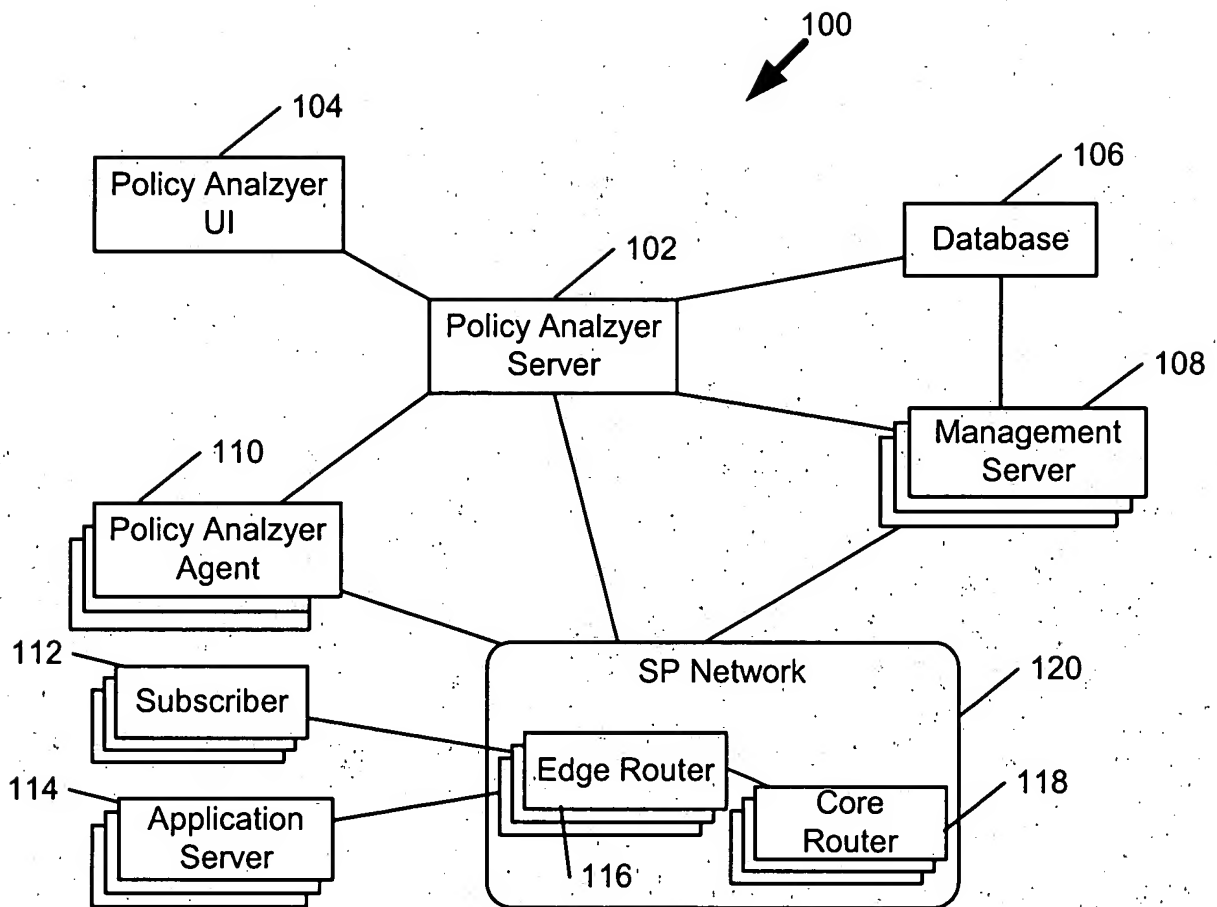 100
104
Policy Analzyer
UI
106
Database
102
Policy Analzyer
Server
108
Management
Server
110
Policy Analzyer
Agent
112
Subscriber
SP Network
120
Edge Router
114
Application
Server
116
Core
Router
118